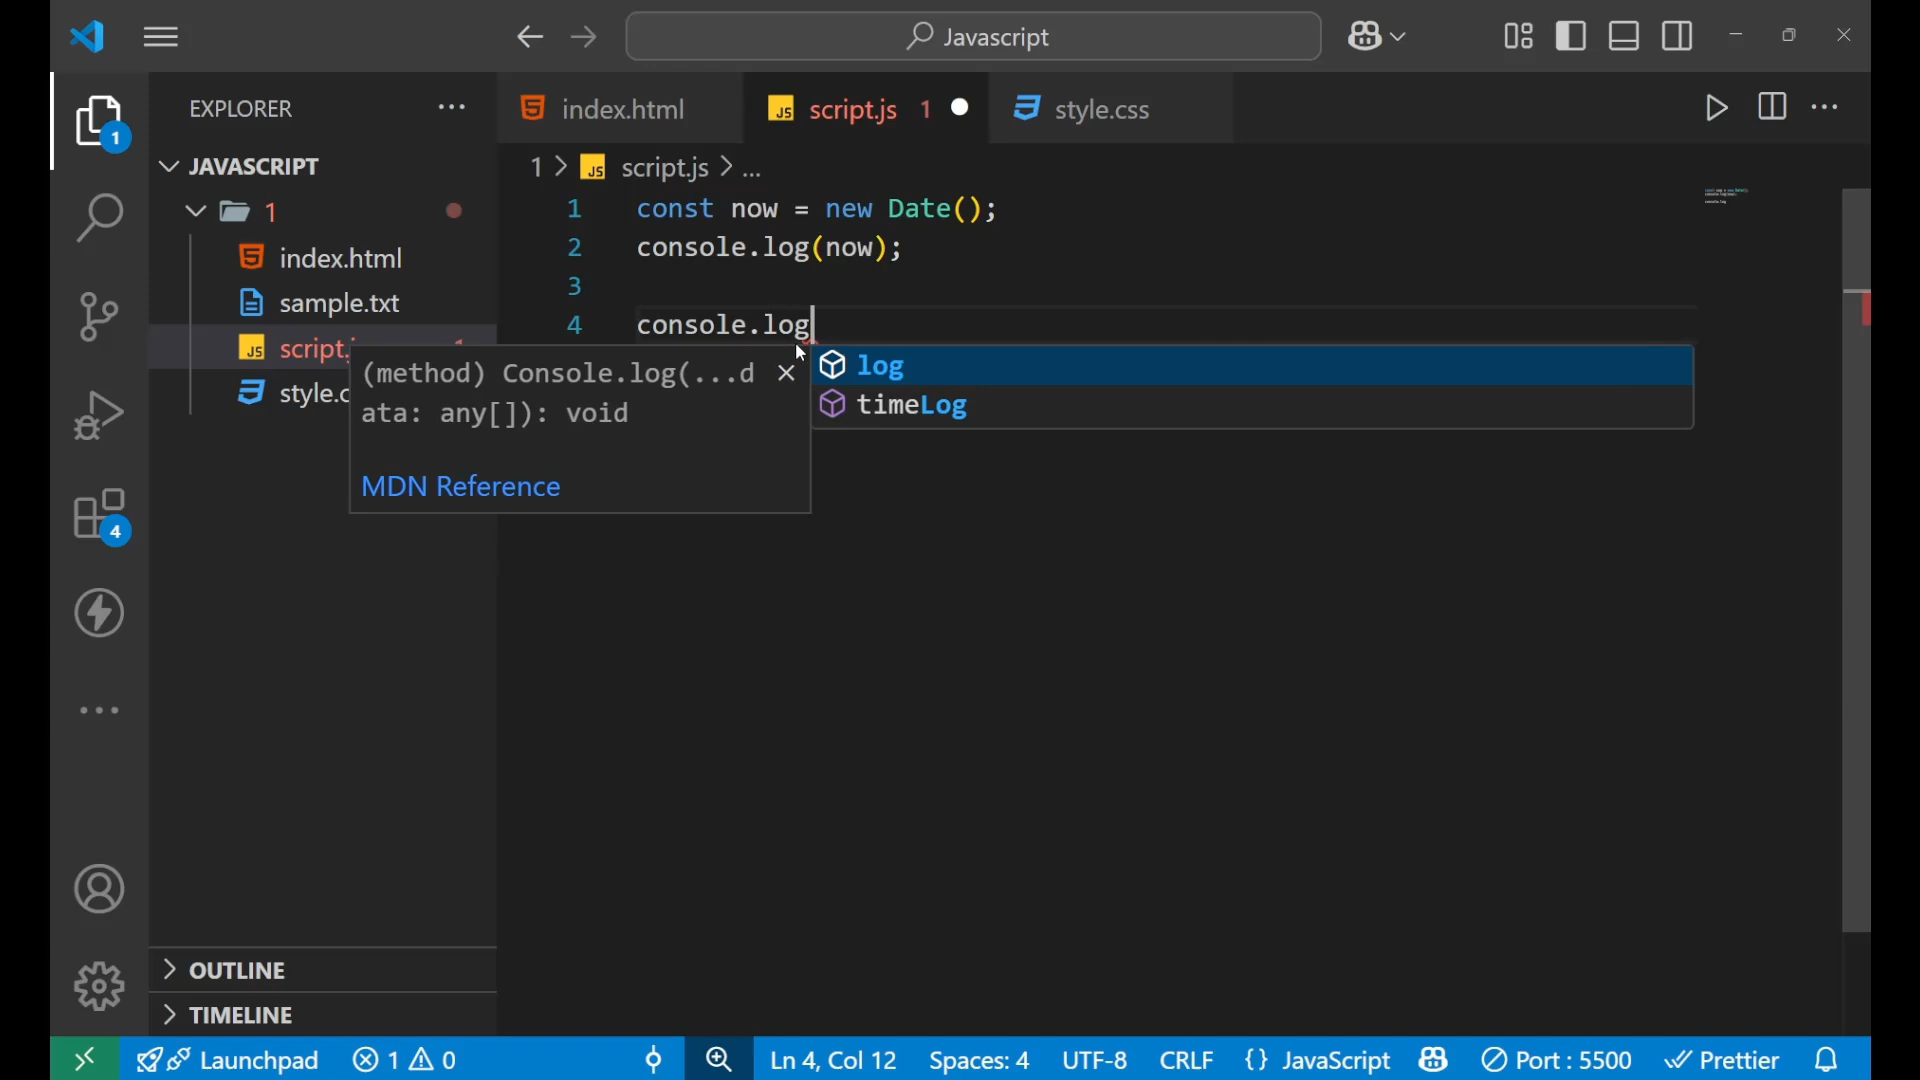 Javascript
EXPLORER
index.html
script.js 1
style.css
JAVASCRIPT
1 > script.js > ...
1
index.html
sample.txt
script.j 1
style.c
1 const now = new Date();
2 console.log(now);
3
4 console.log
(method) Console.log(...d
ata: any[]): void
MDN Reference
log
timeLog
1
4
OUTLINE
TIMELINE
Launchpad 1 0 Ln 4, Col 12 Spaces: 4 UTF-8 CRLF {} JavaScript Port : 5500 Prettier